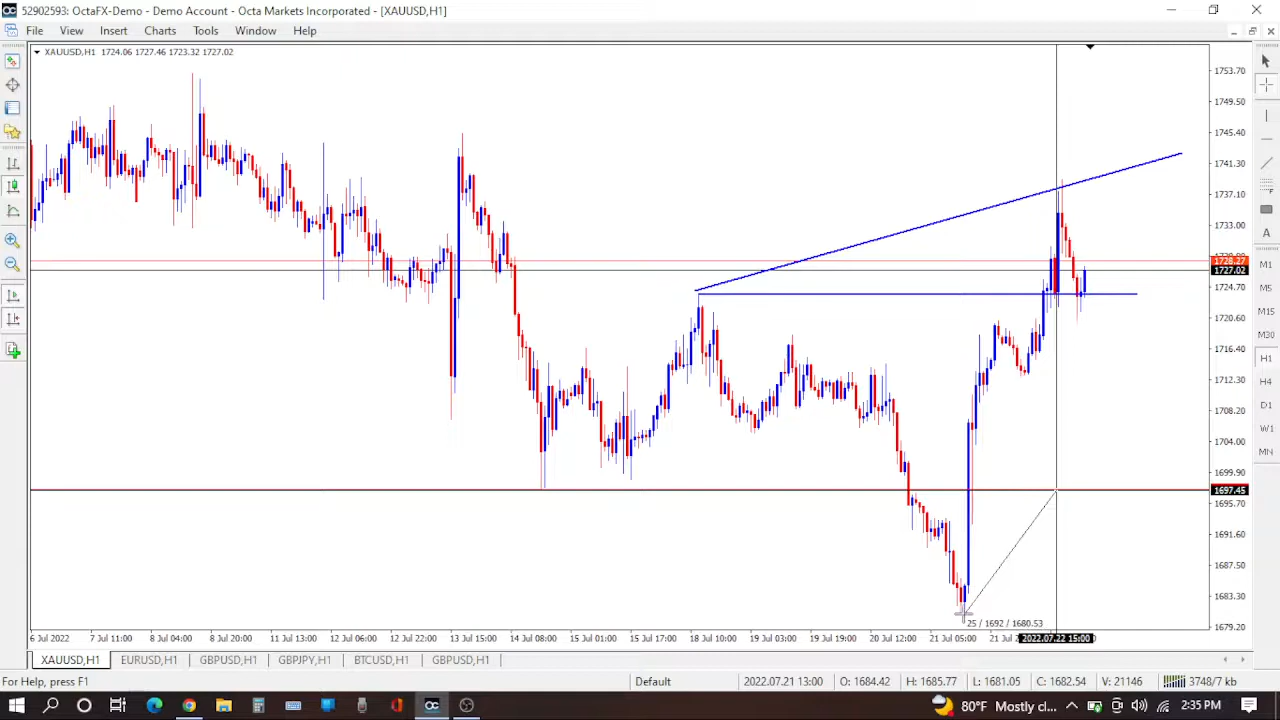 52902593: OctaFX-Demo - Demo Account - Octa Markets Incorporated - [XAUUSD,H1]
File View Insert Charts Tools Window Help
XAUUSD,H1 1724.06 1727.46 1723.32 1727.02
1753.70
1749.50
1745.40
1741.30
1737.10
1733.00
1728.27
1727.02
1724.70
1720.60
1716.40
1712.30
1708.20
1704.00
1699.90
1697.45
1695.70
1691.60
1687.50
1683.30
1679.20
A
M1
M5
M15
M30
H1
H4
D1
W1
MN
25 / 1692 / 1680.53
6 Jul 2022 7 Jul 11:00 8 Jul 04:00 8 Jul 20:00 11 Jul 13:00 12 Jul 06:00 12 Jul 22:00 13 Jul 15:00 14 Jul 08:00 15 Jul 01:00 15 Jul 17:00 18 Jul 10:00 19 Jul 03:00 19 Jul 19:00 20 Jul 12:00 21 Jul 05:00 21 Jul 2022.07.22 15:00
XAUUSD,H1 EURUSD,H1 GBPUSD,H1 GBPJPY,H1 BTCUSD,H1 GBPUSD,H1
For Help, press F1 Default 2022.07.21 13:00 O: 1684.42 H: 1685.77 L: 1681.05 C: 1682.54 V: 21146 3748/7 kb
80°F Mostly cl... 2:35 PM